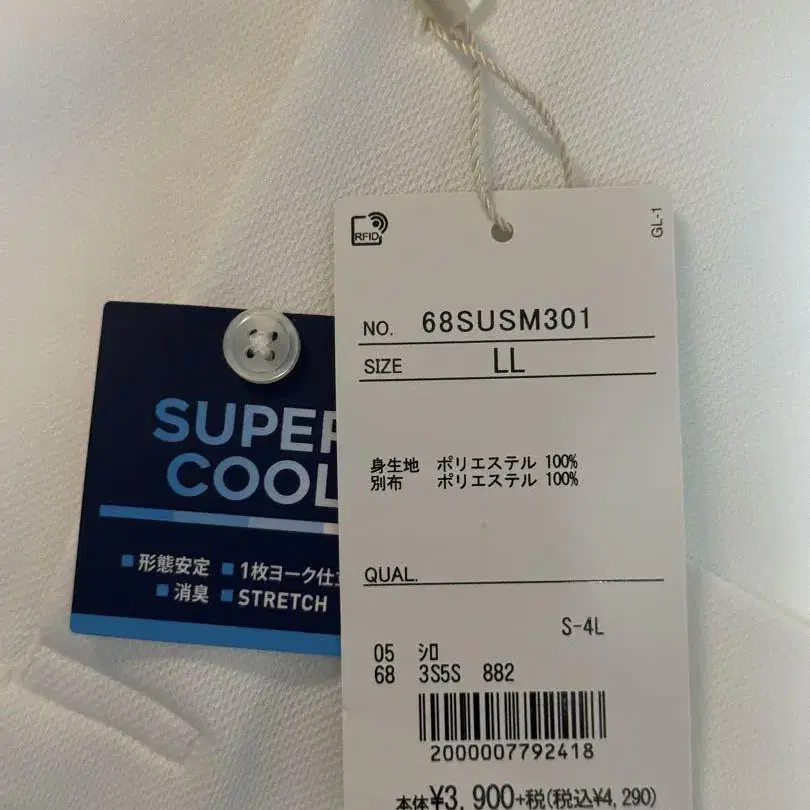 RFID
GL-1
NO. 68SUSM301
SIZE LL
身生地 ポリエステル 100%
別布 ポリエステル 100%
QUAL.
S-4L
05 シロ
68 3S5S 882
2000007792418
本体¥3,900+税(税込¥4,290)
SUPER
COOL
形態安定 1枚ヨーク仕立
消臭 STRETCH